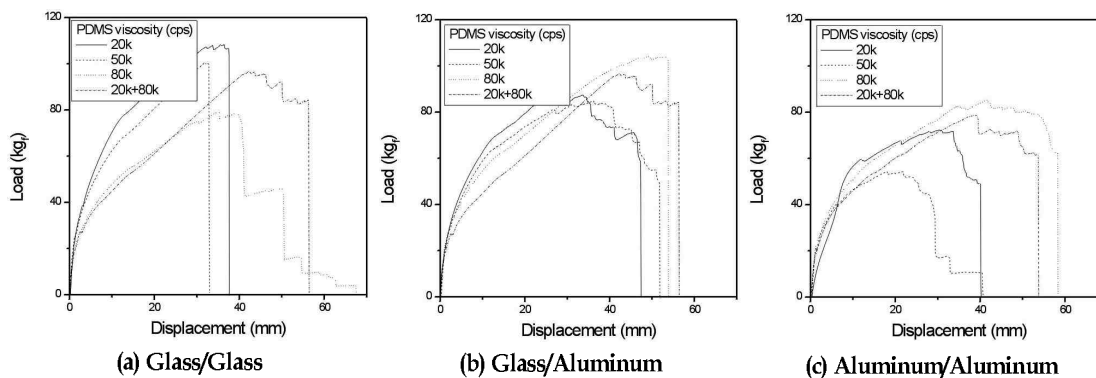 120
80
40
0
Load (kgf)
PDMS viscosity (cps)
20k
50k
80k
20k+80k
0 20 40 60
Displacement (mm)
(a) Glass/Glass
120
80
40
0
Load (kgf)
PDMS viscosity (cps)
20k
50k
80k
20k+80k
0 20 40 60
Displacement (mm)
(b) Glass/Aluminum
120
80
40
0
Load (kgf)
PDMS viscosity (cps)
20k
50k
80k
20k+80k
0 20 40 60
Displacement (mm)
(c) Aluminum/Aluminum